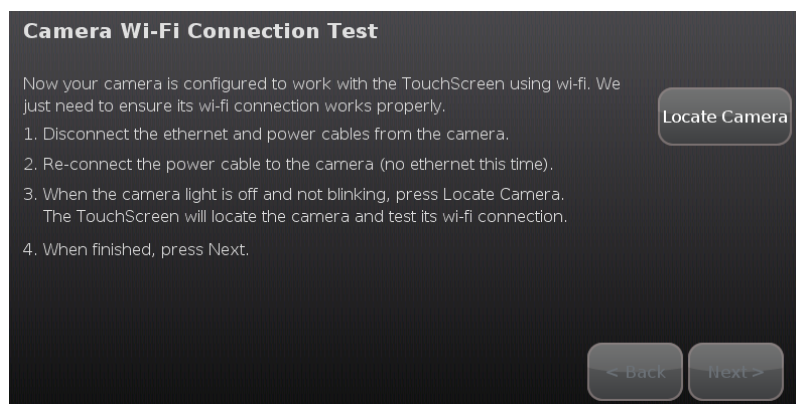 Camera Wi-Fi Connection Test
Now your camera is configured to work with the TouchScreen using wi-fi. We
just need to ensure its wi-fi connection works properly.
Locate Camera
1. Disconnect the ethernet and power cables from the camera.
2. Re-connect the power cable to the camera (no ethernet this time).
3. When the camera light is off and not blinking, press Locate Camera.
The TouchScreen will locate the camera and test its wi-fi connection.
4. When finished, press Next.
< Back
Next >